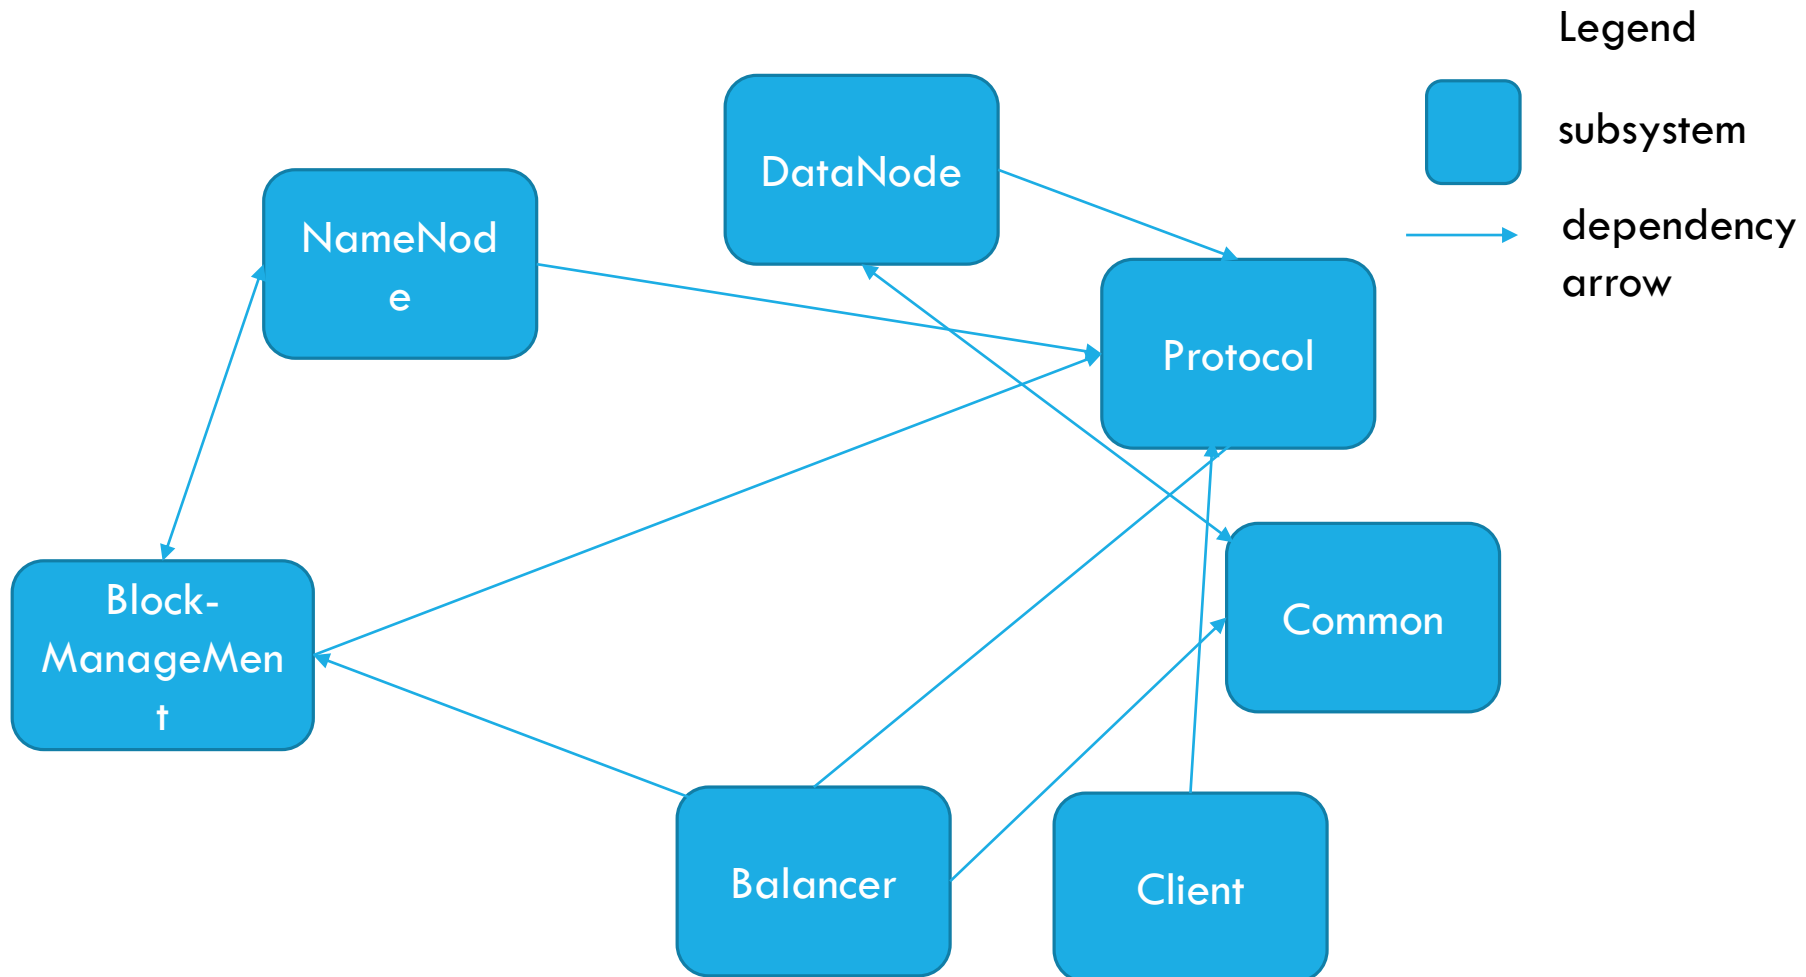 Legend
subsystem
dependency
arrow
DataNode
NameNod
e
Protocol
Block-
ManageMen
t
Common
Balancer
Client